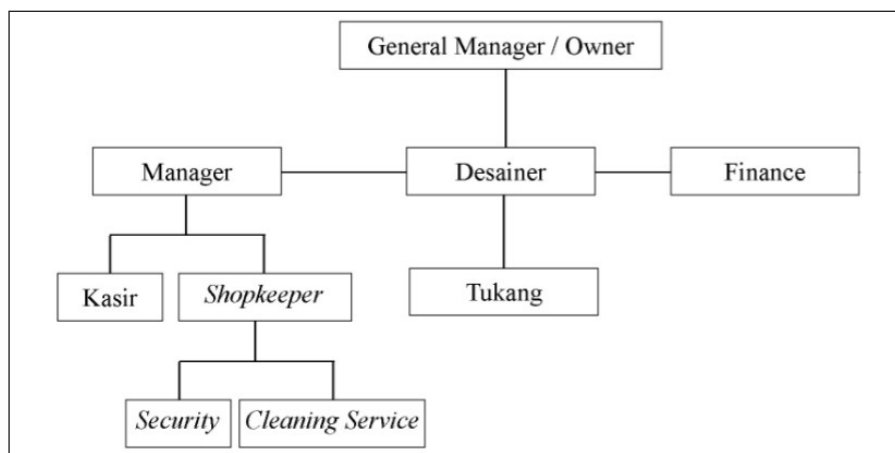 General Manager / Owner
Manager
Desainer
Finance
Kasir
Shopkeeper
Tukang
Security
Cleaning Service